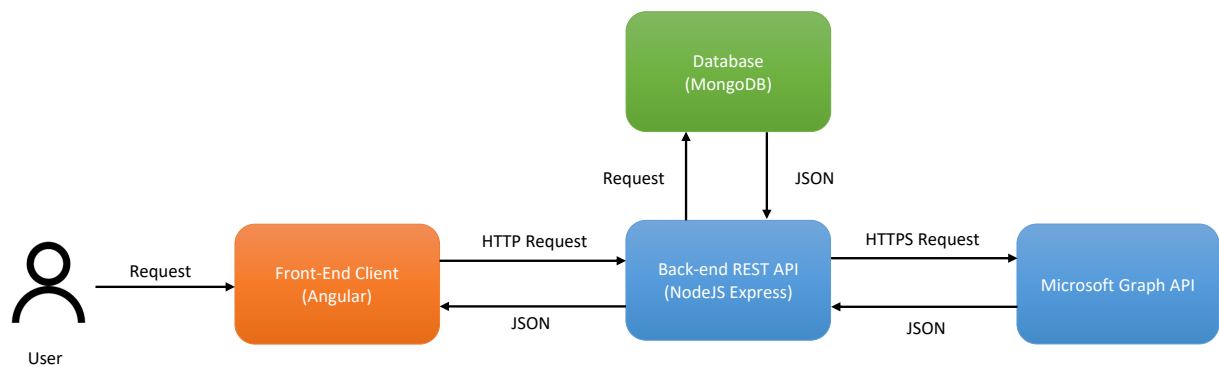 Database
(MongoDB)
Request
JSON
HTTP Request
HTTPS Request
Request
Front-End Client
(Angular)
Back-end REST API
(NodeJS Express)
Microsoft Graph API
JSON
JSON
User